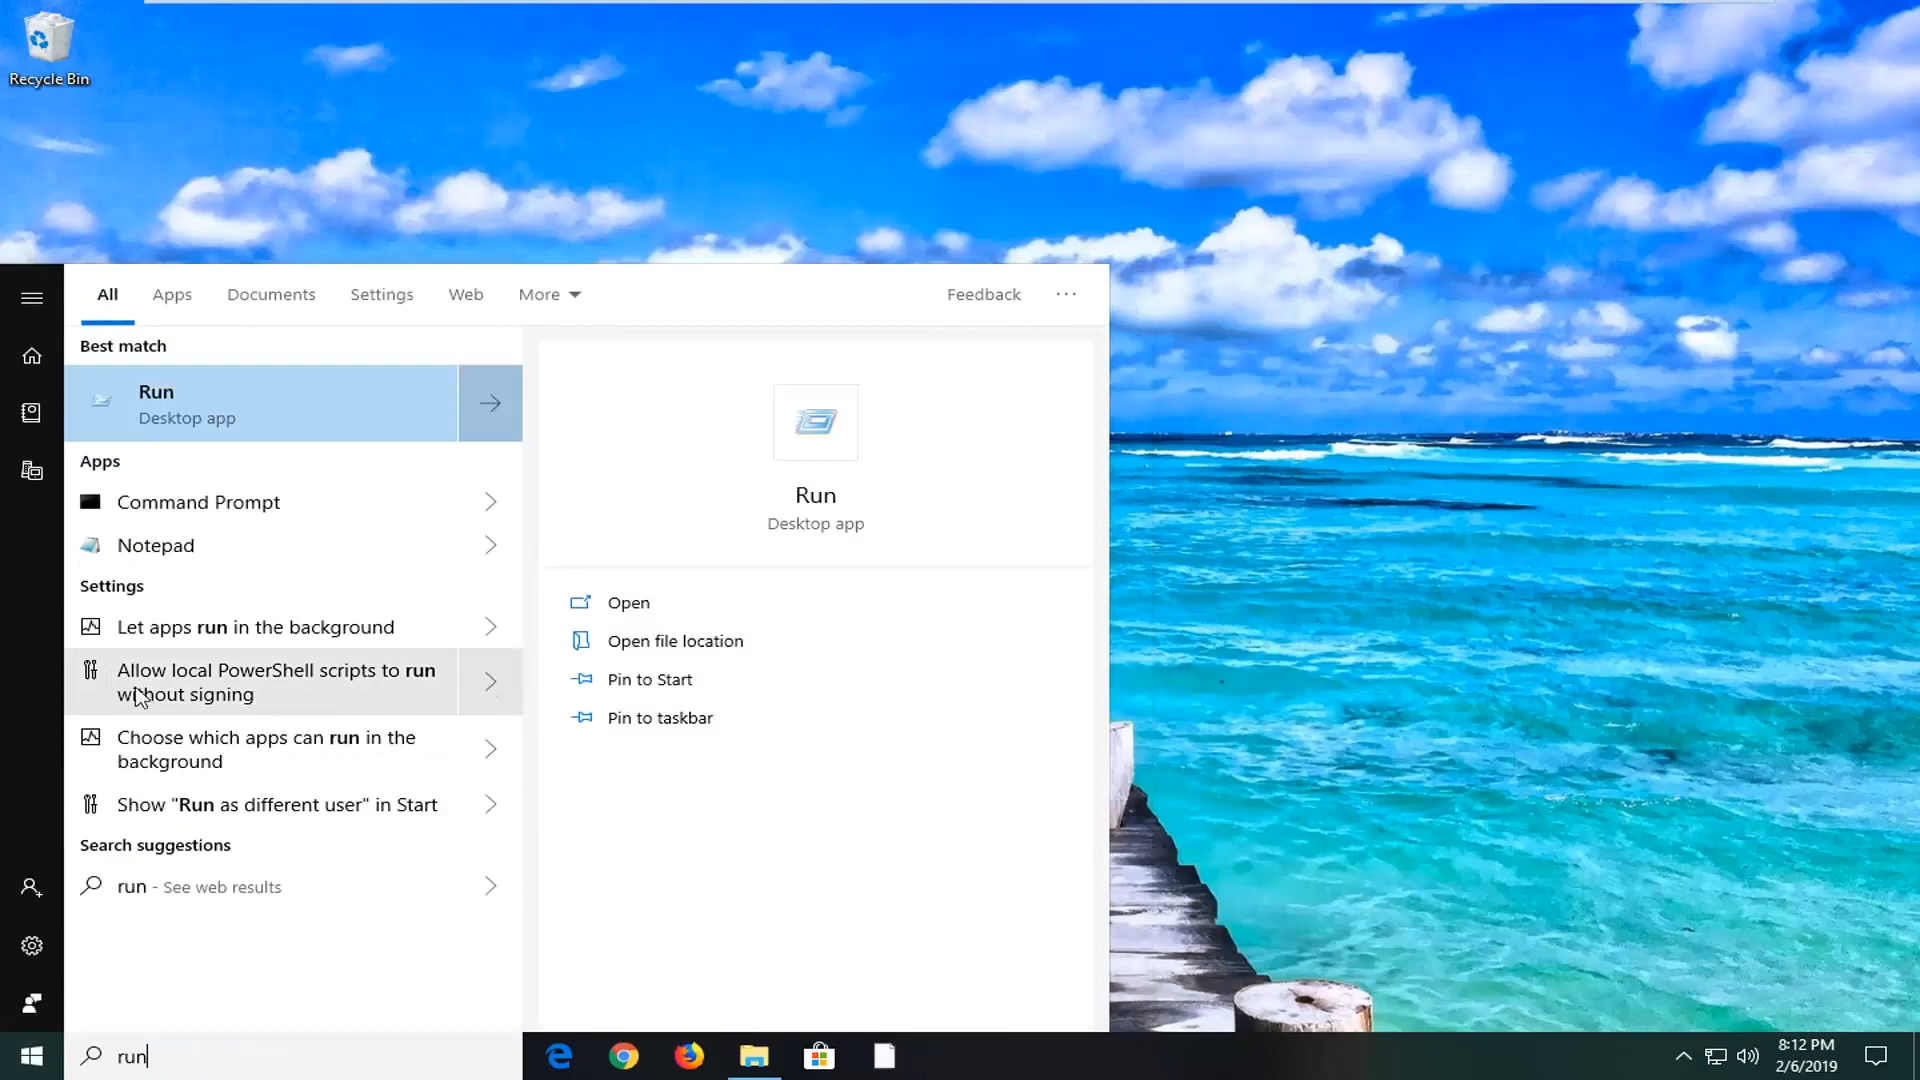 Recycle Bin
All Apps Documents Settings Web More Feedback ...
Best match
Run
Desktop app
Apps
Command Prompt
Notepad
Settings
Let apps run in the background
Allow local PowerShell scripts to run
without signing
Choose which apps can run in the
background
Show "Run as different user" in Start
Search suggestions
run - See web results
Run
Desktop app
Open
Open file location
Pin to Start
Pin to taskbar
run
8:12 PM
2/6/2019